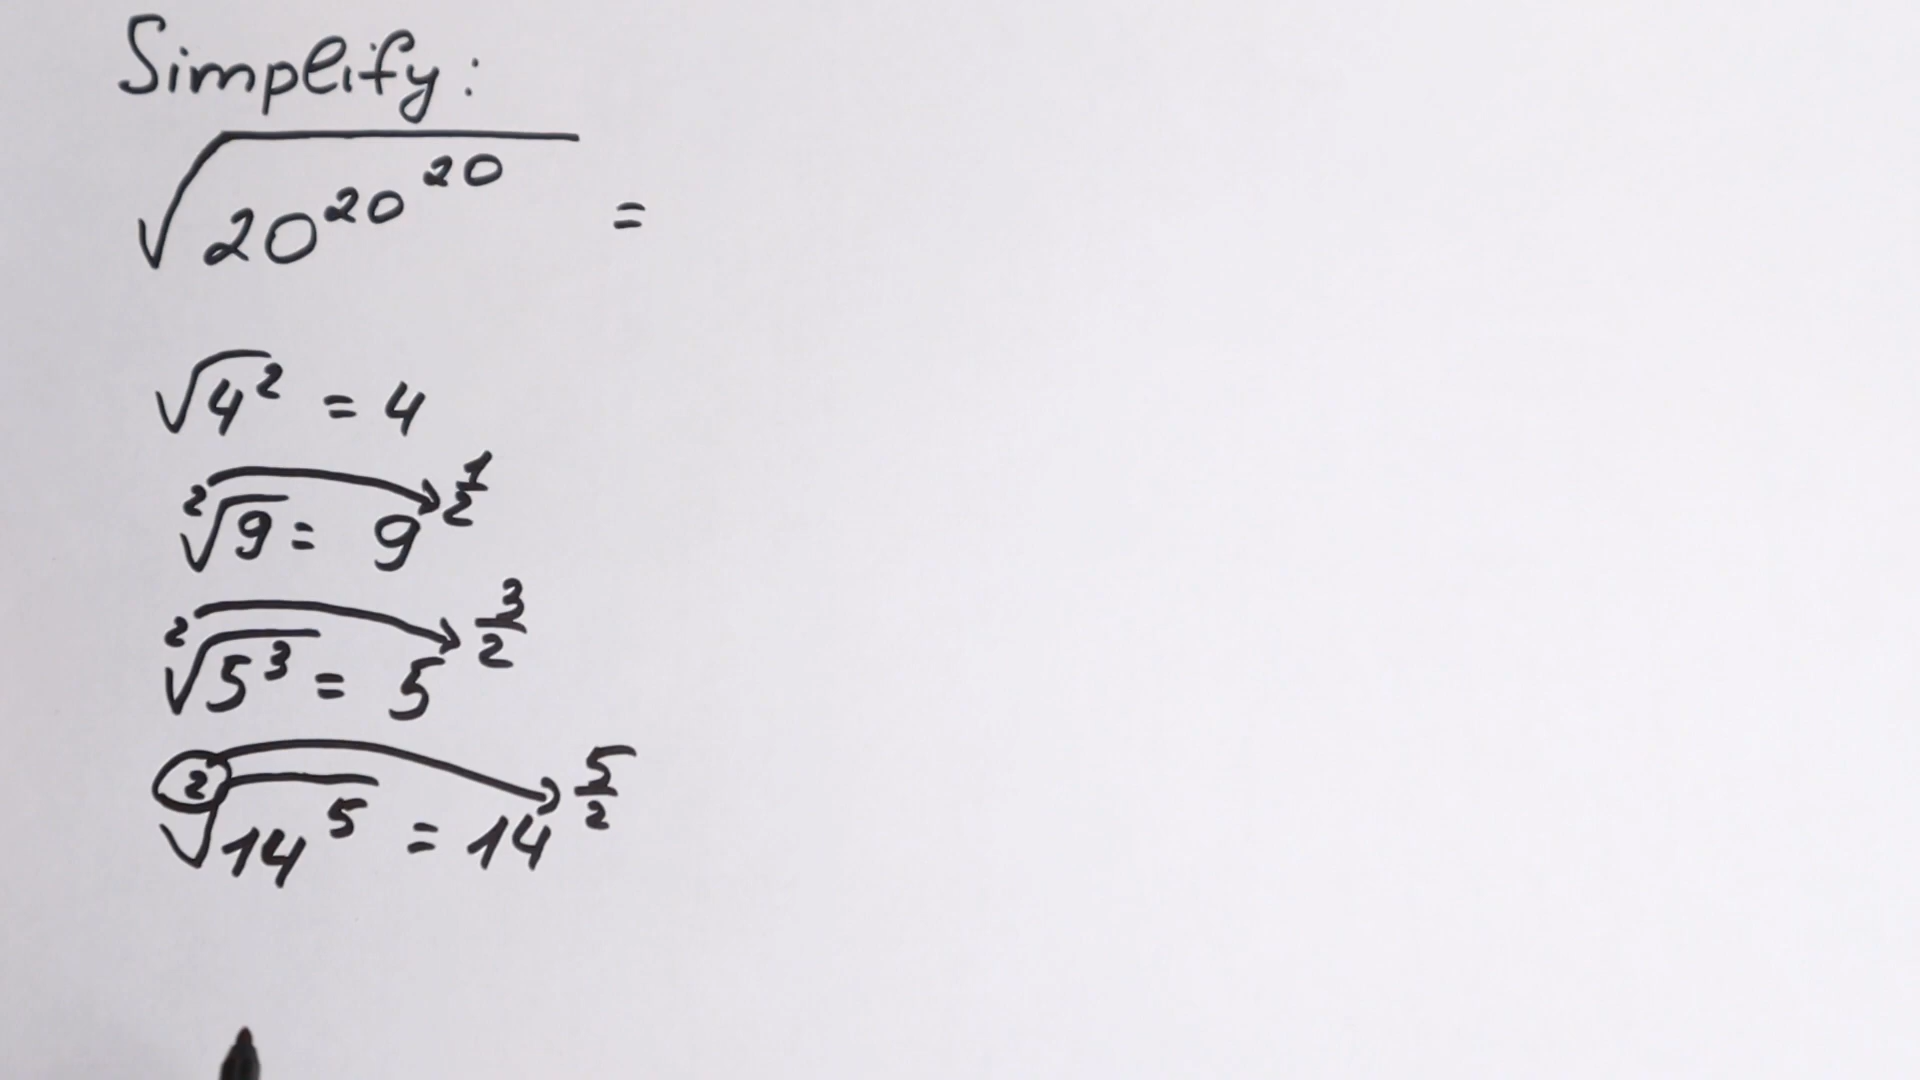 Simplify:
√20^20^20 =
√4² = 4
²√9 = 9^½
²√5³ = 5^3/2
²√14⁵ = 14^5/2